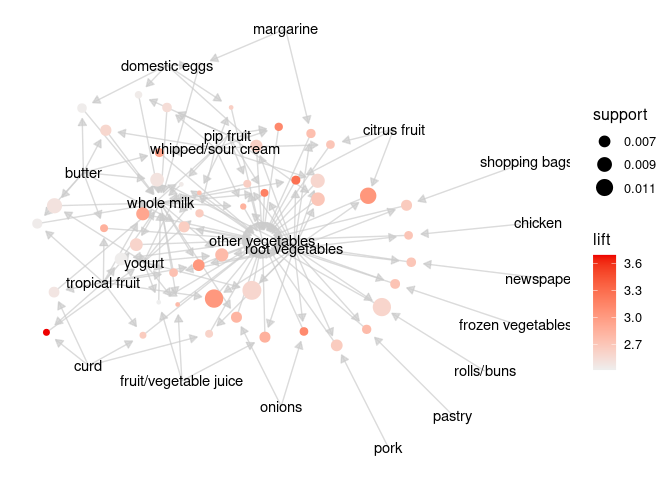 margarine
domestic eggs
pip fruit
citrus fruit
whipped/sour cream
shopping bags
butter
whole milk
chicken
other vegetables
root vegetables
yogurt
tropical fruit
newspape
frozen vegetables
curd
fruit/vegetable juice
rolls/buns
onions
pastry
pork
support
0.007
0.009
0.011
lift
3.6
3.3
3.0
2.7